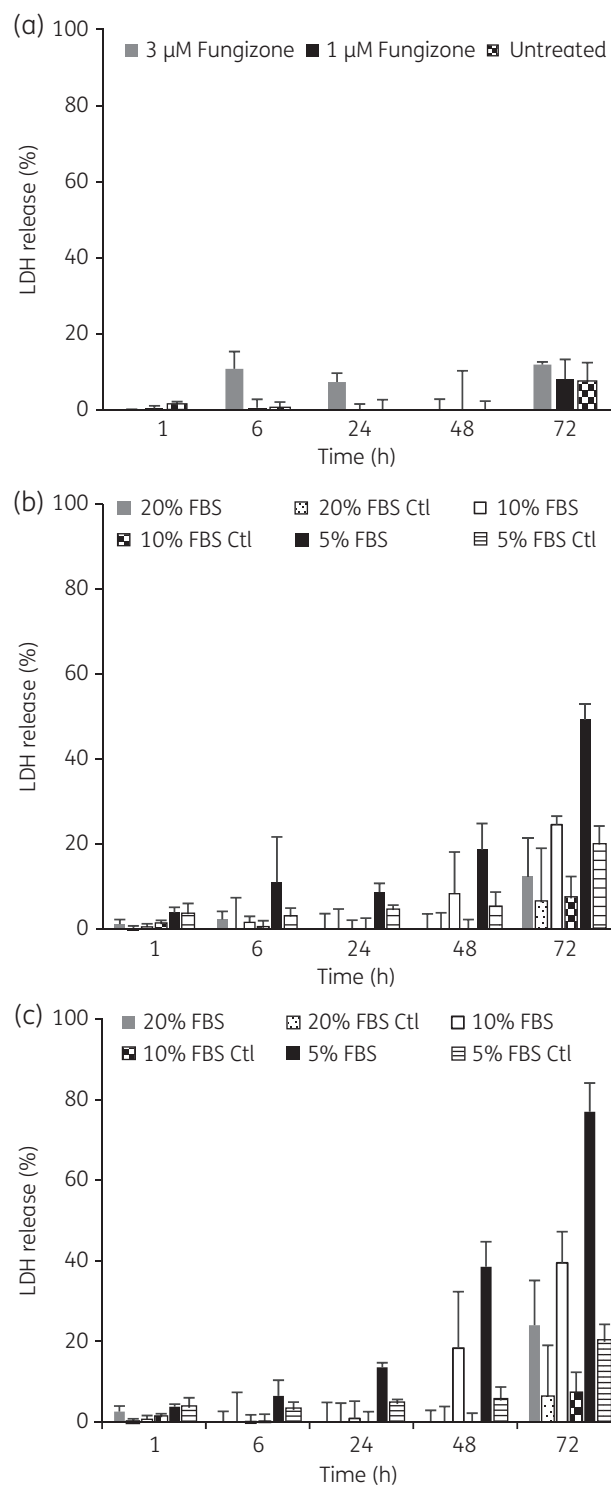 (a)
100
80
60
40
20
0
LDH release (%)
3 µM Fungizone 1 µM Fungizone Untreated
1 6 24 48 72
Time (h)
(b)
100
80
60
40
20
0
LDH release (%)
20% FBS 20% FBS Ctl 10% FBS
10% FBS Ctl 5% FBS 5% FBS Ctl
1 6 24 48 72
Time (h)
(c)
100
80
60
40
20
0
LDH release (%)
20% FBS 20% FBS Ctl 10% FBS
10% FBS Ctl 5% FBS 5% FBS Ctl
1 6 24 48 72
Time (h)